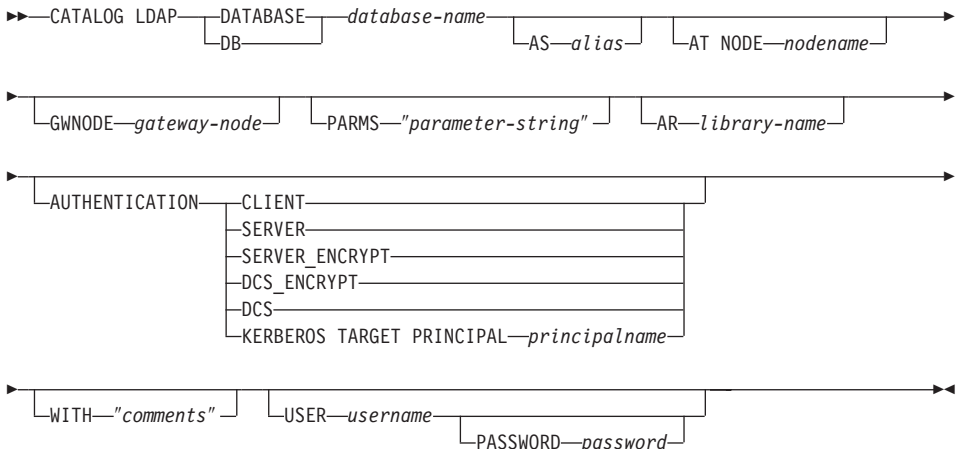 CATALOG LDAP DATABASE database-name
DB AS alias AT NODE nodename
GWNODE gateway-node PARMS "parameter-string" AR library-name
AUTHENTICATION CLIENT
SERVER
SERVER_ENCRYPT
DCS_ENCRYPT
DCS
KERBEROS TARGET PRINCIPAL principalname
WITH "comments" USER username
PASSWORD password